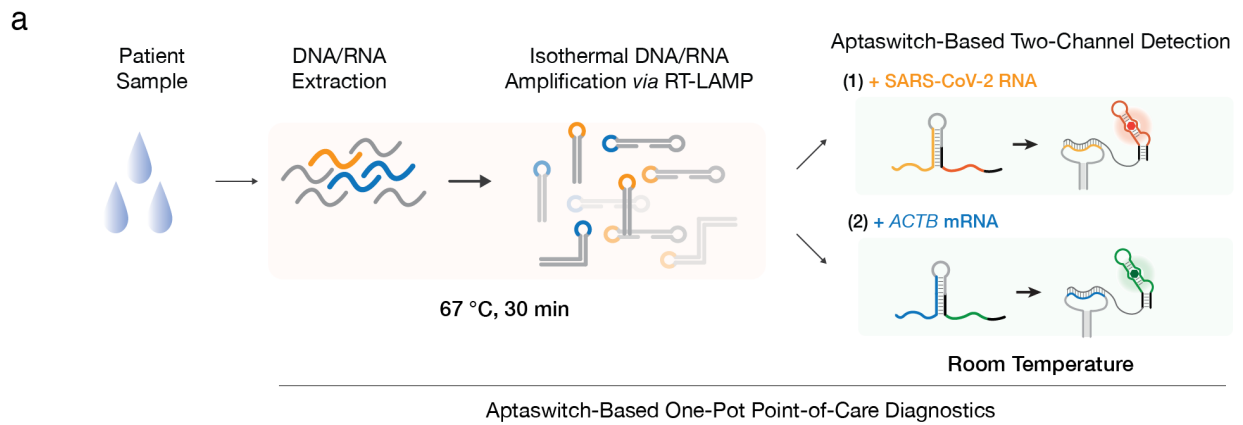 a
Patient
Sample
DNA/RNA
Extraction
Isothermal DNA/RNA
Amplification via RT-LAMP
Aptaswitch-Based Two-Channel Detection
(1) + SARS-CoV-2 RNA
(2) + ACTB mRNA
67 °C, 30 min
Room Temperature
Aptaswitch-Based One-Pot Point-of-Care Diagnostics